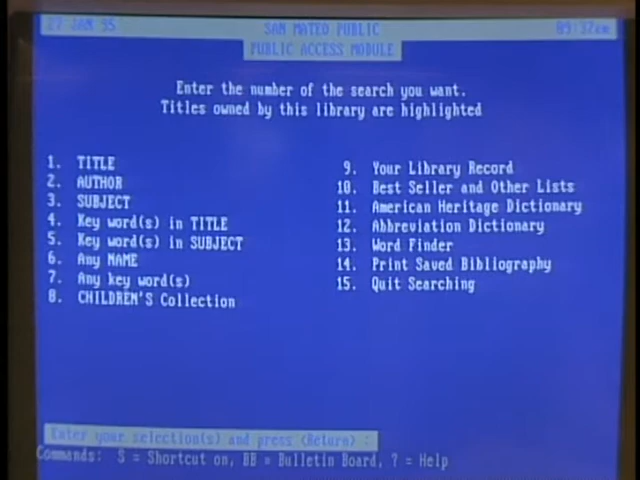 27 JAN 95 SAN MATEO PUBLIC 09:37am
PUBLIC ACCESS MODULE
Enter the number of the search you want.
Titles owned by this library are highlighted
1. TITLE
2. AUTHOR
3. SUBJECT
4. Key word(s) in TITLE
5. Key word(s) in SUBJECT
6. Any NAME
7. Any key word(s)
8. CHILDREN'S Collection
9. Your Library Record
10. Best Seller and Other Lists
11. American Heritage Dictionary
12. Abbreviation Dictionary
13. Word Finder
14. Print Saved Bibliography
15. Quit Searching
Enter your selection(s) and press (Return) :
Commands: S = Shortcut on, BB = Bulletin Board, ? = Help